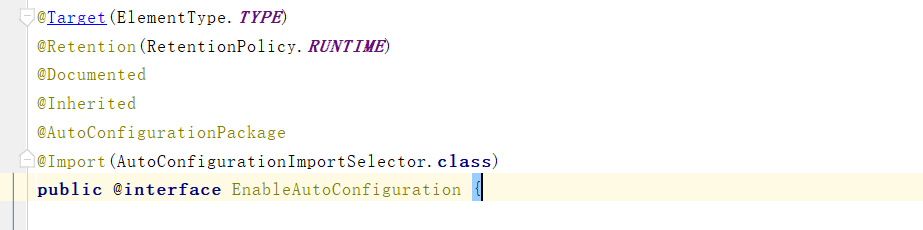 @Target(ElementType.TYPE)
@Retention(RetentionPolicy.RUNTIME)
@Documented
@Inherited
@AutoConfigurationPackage
@Import(AutoConfigurationImportSelector.class)
public @interface EnableAutoConfiguration {